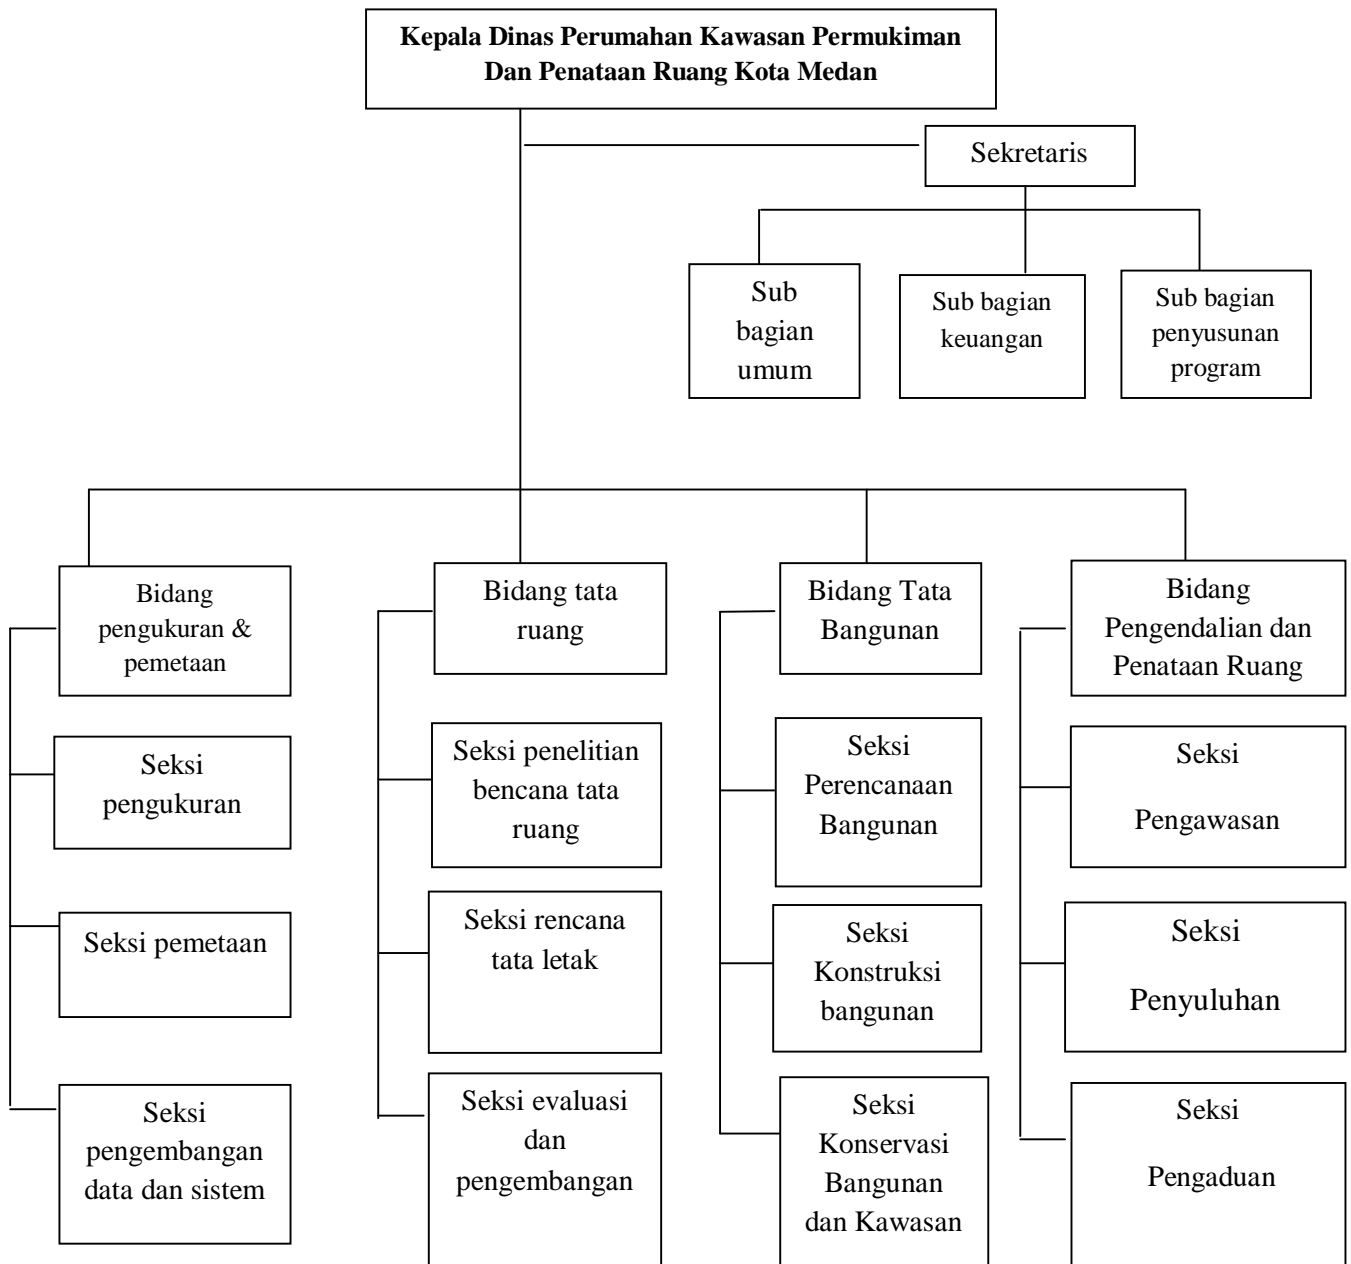 Kepala Dinas Perumahan Kawasan Permukiman
Dan Penataan Ruang Kota Medan
Sekretaris
Sub
bagian
umum
Sub bagian
keuangan
Sub bagian
penyusunan
program
Bidang
pengukuran &
pemetaan
Seksi
pengukuran
Seksi pemetaan
Seksi
pengembangan
data dan sistem
Bidang tata
ruang
Seksi penelitian
bencana tata
ruang
Seksi rencana
tata letak
Seksi evaluasi
dan
pengembangan
Bidang Tata
Bangunan
Seksi
Perencanaan
Bangunan
Seksi
Konstruksi
bangunan
Seksi
Konservasi
Bangunan
dan Kawasan
Bidang
Pengendalian dan
Penataan Ruang
Seksi
Pengawasan
Seksi
Penyuluhan
Seksi
Pengaduan